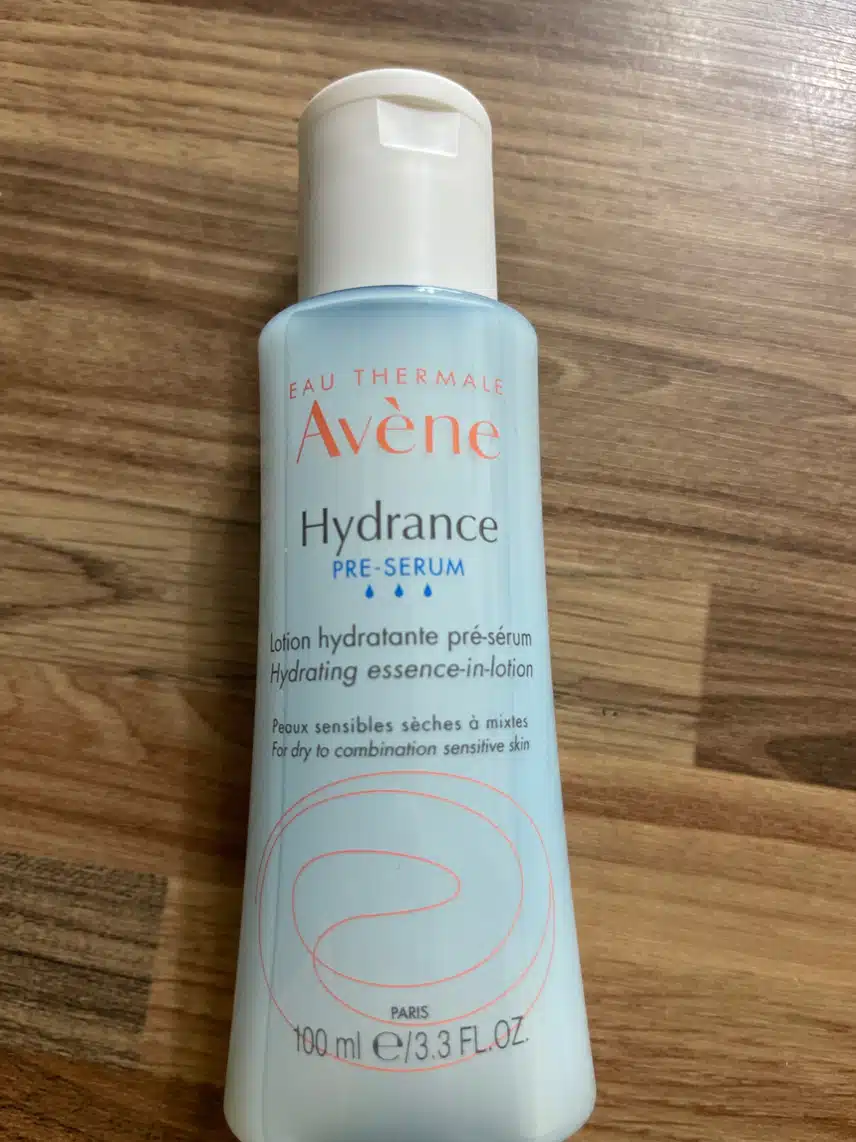 EAU THERMALE
Avène
Hydrance
PRE-SERUM
Lotion hydratante pré-sérum
Hydrating essence-in-lotion
Peaux sensibles sèches à mixtes
For dry to combination sensitive skin
PARIS
100 ml ℮/3.3 FL.OZ.